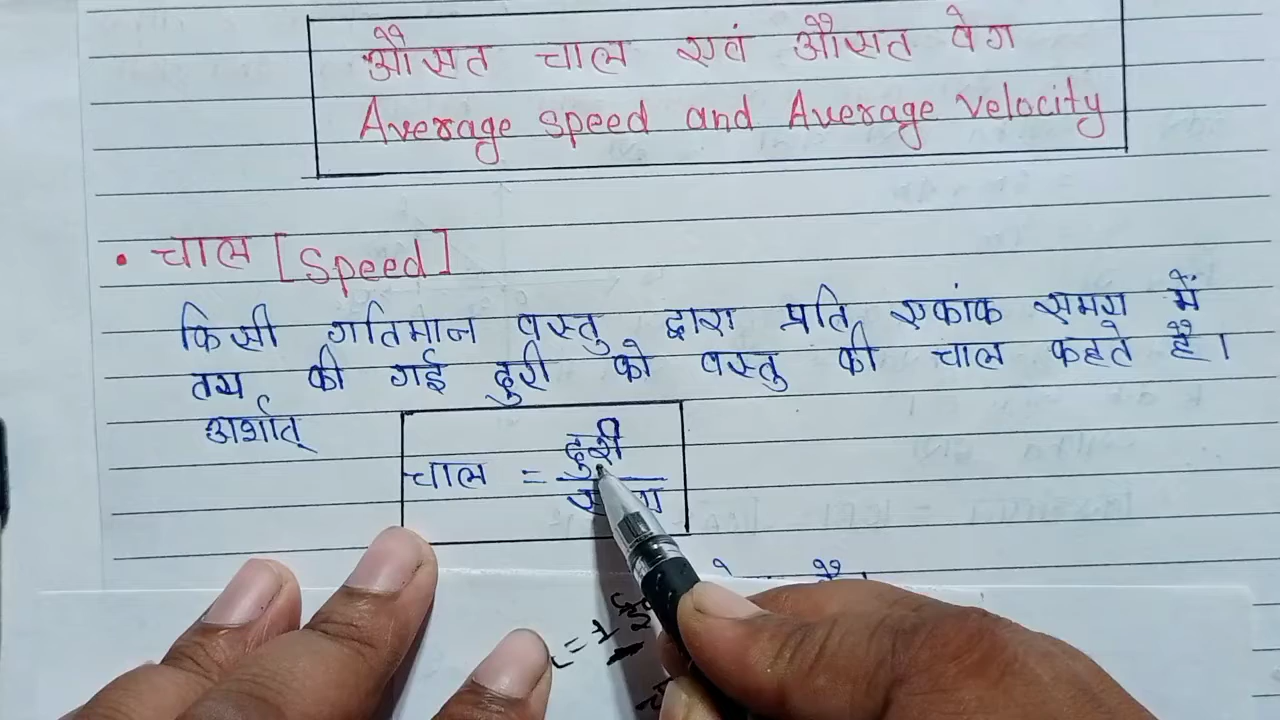 औसत चाल एवं औसत वेग
Average speed and Average velocity
• चाल [Speed]
किसी गतिमान वस्तु द्वारा प्रति एकांक समय में
तय की गई दुरी को वस्तु की चाल कहते हैं।
अर्थात्
चाल = दुरी